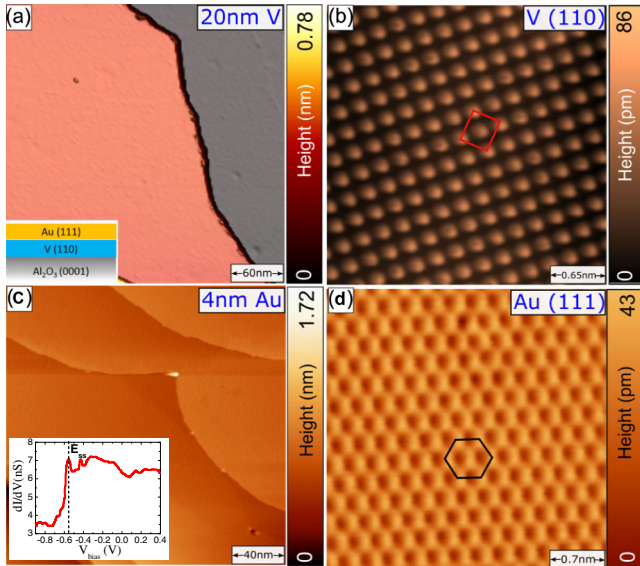 (a)
20nm V
0.78
Height (nm)
0
Au (111)
V (110)
Al₂O₃ (0001)
60nm
(b)
V (110)
86
Height (pm)
0
0.65nm
(c)
4nm Au
1.72
Height (nm)
0
E_ss
8
7
6
5
4
3
dI/dV(nS)
-0.8 -0.6 -0.4 -0.2 0.0 0.2 0.4
V_bias (V)
40nm
(d)
Au (111)
43
Height (pm)
0
0.7nm